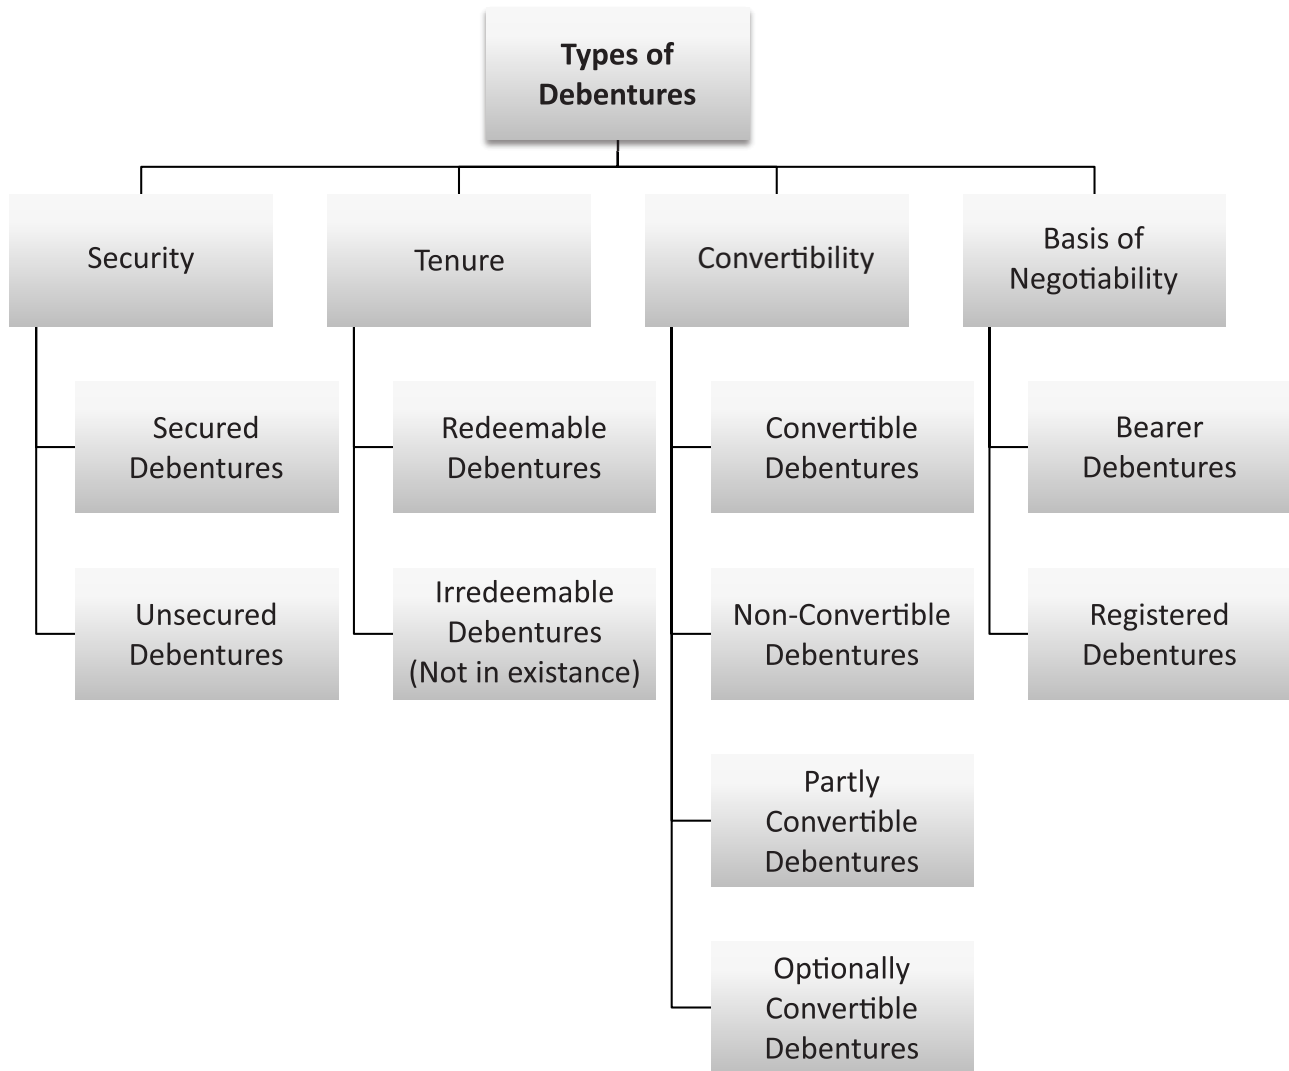 Types of
Debentures
Security
Tenure
Convertibility
Basis of
Negotiability
Secured
Debentures
Redeemable
Debentures
Convertible
Debentures
Bearer
Debentures
Unsecured
Debentures
Irredeemable
Debentures
(Not in existance)
Non-Convertible
Debentures
Registered
Debentures
Partly
Convertible
Debentures
Optionally
Convertible
Debentures